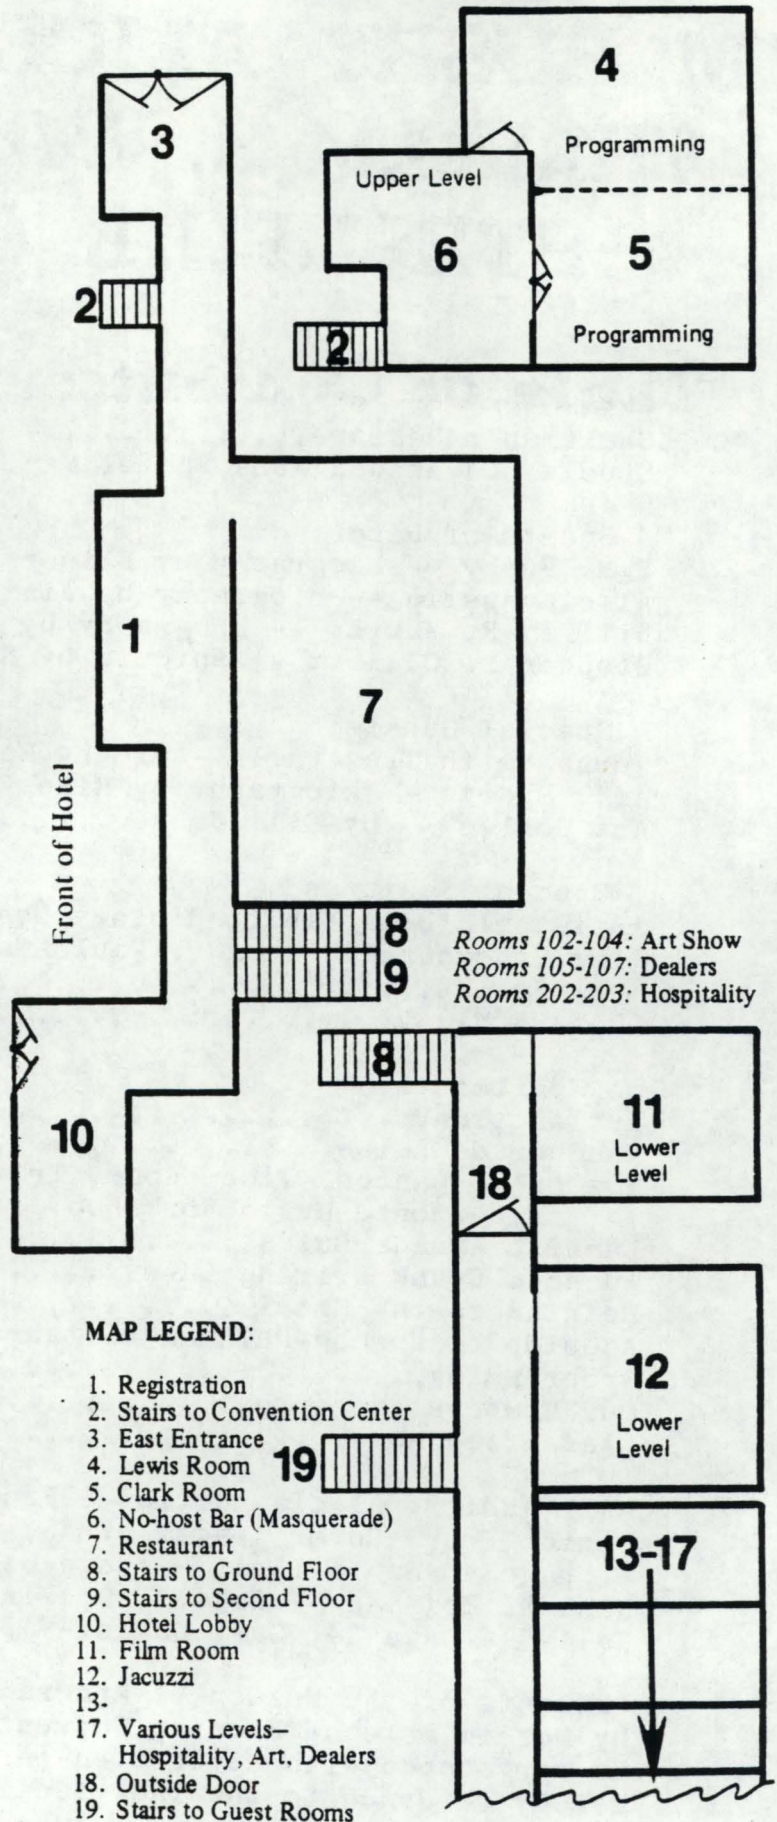 4
Programming
3
Upper Level
6
5
2
2
Programming
1
7
Front of Hotel
8
9
Rooms 102-104: Art Show
Rooms 105-107: Dealers
Rooms 202-203: Hospitality
8
10
11
Lower
Level
18
12
Lower
Level
19
13-17
MAP LEGEND:
1. Registration
2. Stairs to Convention Center
3. East Entrance
4. Lewis Room
5. Clark Room
6. No-host Bar (Masquerade)
7. Restaurant
8. Stairs to Ground Floor
9. Stairs to Second Floor
10. Hotel Lobby
11. Film Room
12. Jacuzzi
13-
17. Various Levels—
Hospitality, Art, Dealers
18. Outside Door
19. Stairs to Guest Rooms